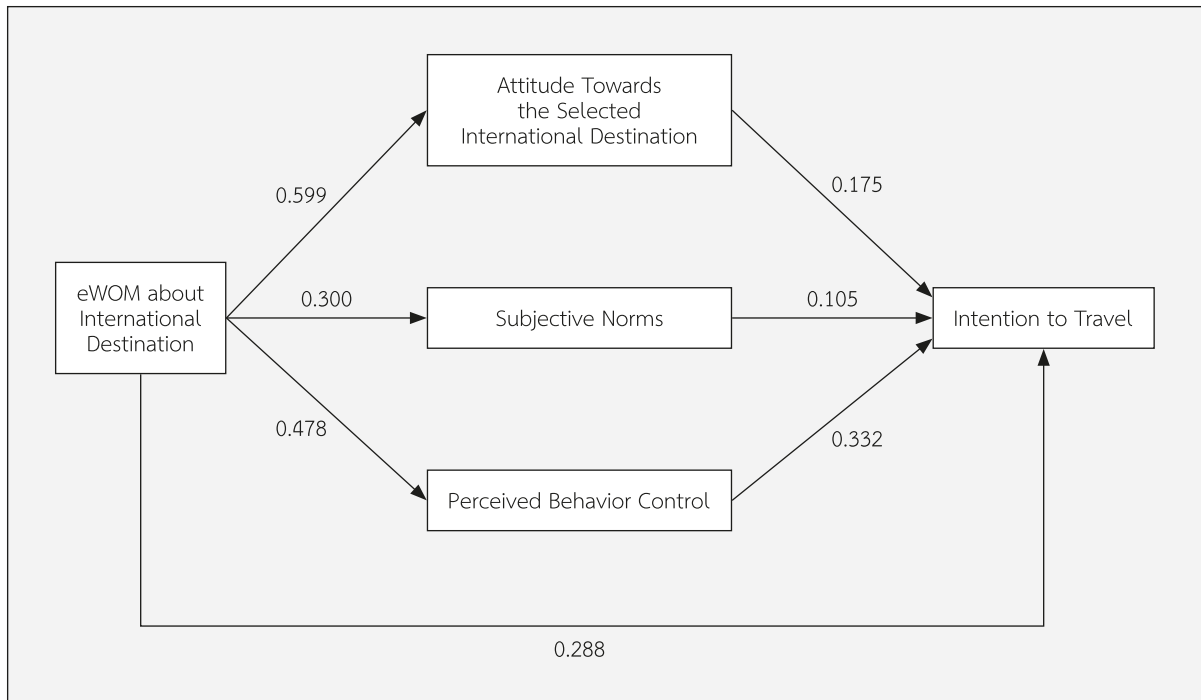 Attitude Towards
the Selected
International Destination
0.599
0.175
eWOM about
International
Destination
0.300
Subjective Norms
0.105
Intention to Travel
0.478
0.332
Perceived Behavior Control
0.288